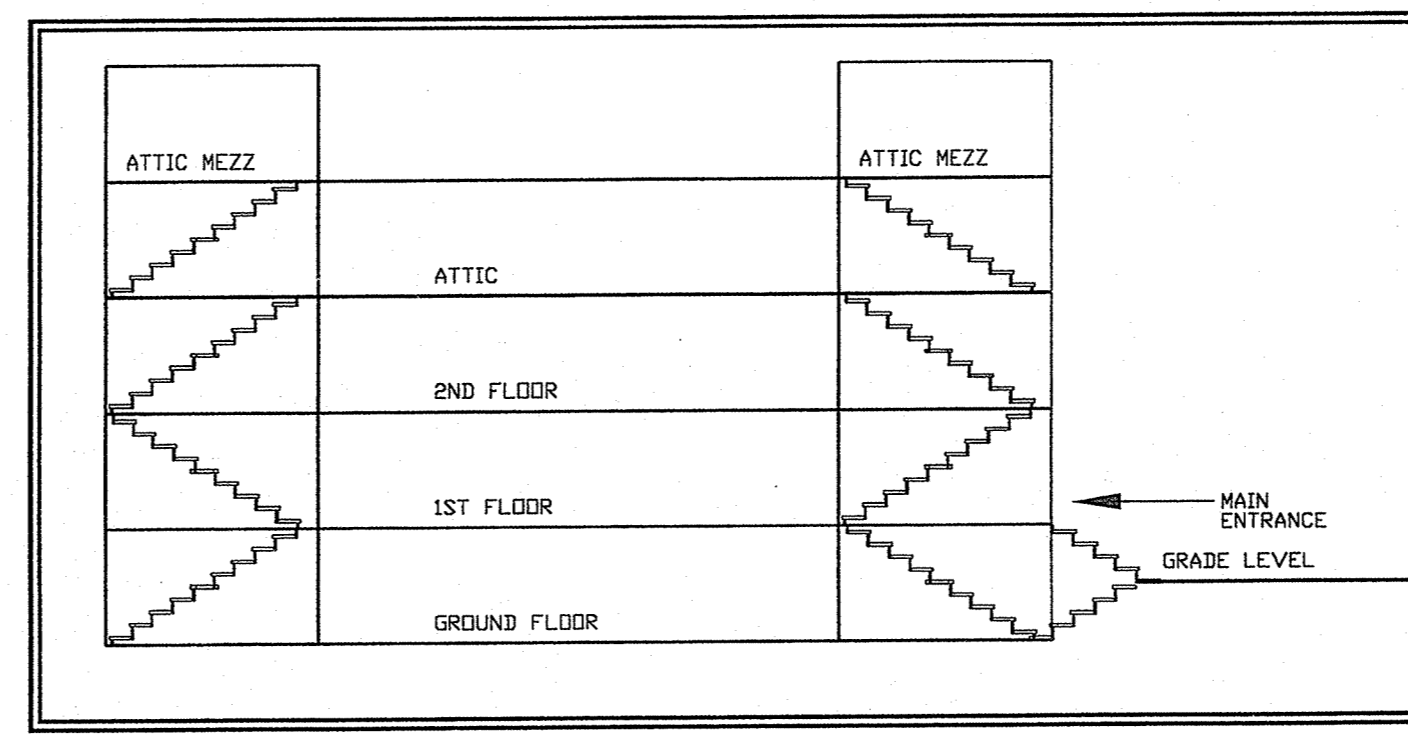 ATTIC MEZZ
ATTIC MEZZ
ATTIC
2ND FLOOR
1ST FLOOR
MAIN
ENTRANCE
GRADE LEVEL
GROUND FLOOR